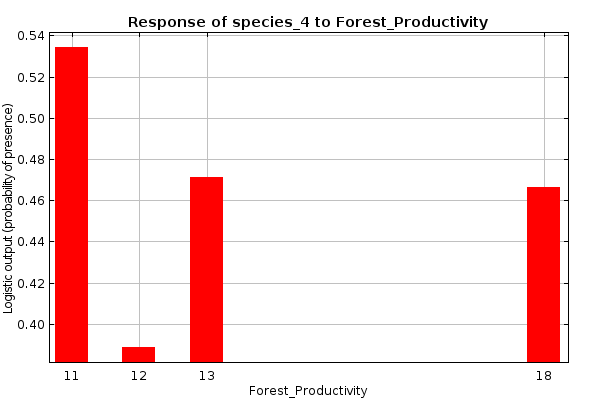 Response of species_4 to Forest_Productivity
Logistic output (probability of presence)
0.54
0.52
0.50
0.48
0.46
0.44
0.42
0.40
11 12 13 18
Forest_Productivity